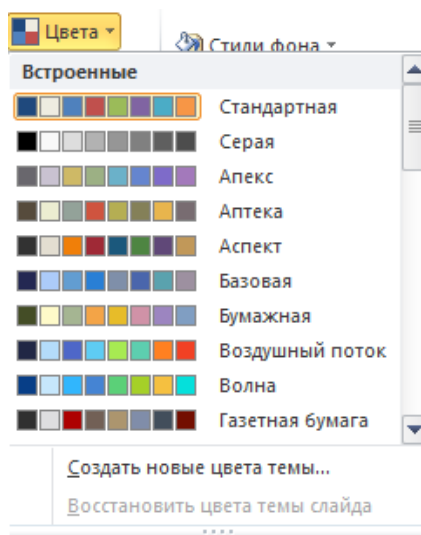 Цвета
Стили фона
Встроенные
Стандартная
Серая
Апекс
Аптека
Аспект
Базовая
Бумажная
Воздушный поток
Волна
Газетная бумага
Создать новые цвета темы...
Восстановить цвета темы слайда